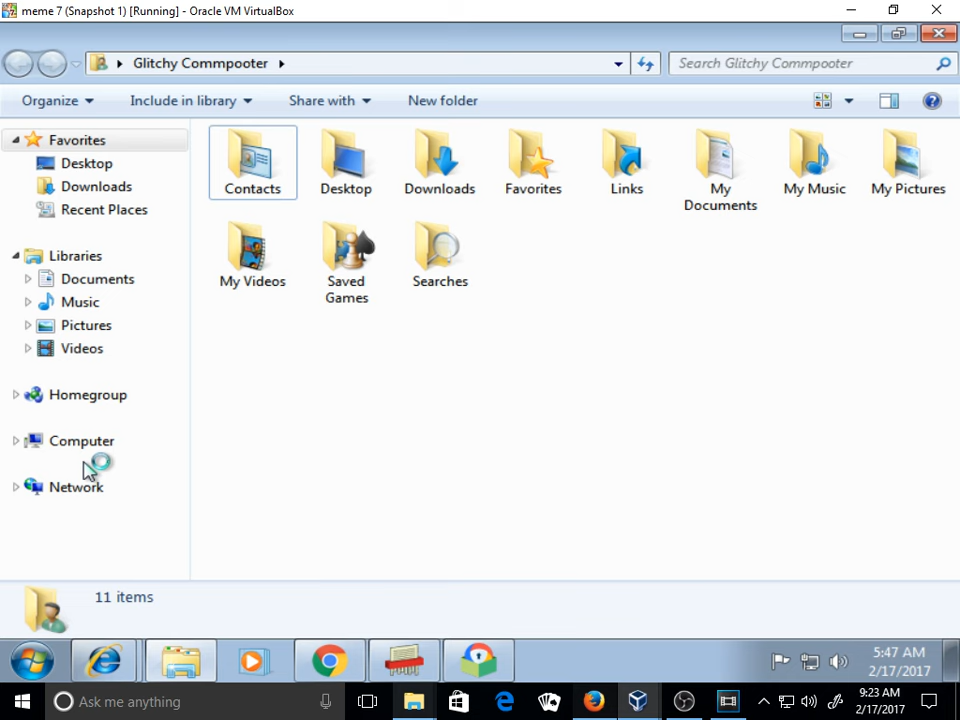 meme 7 (Snapshot 1) [Running] - Oracle VM VirtualBox
Glitchy Commpooter
Search Glitchy Commpooter
Organize Include in library Share with New folder
Favorites
Desktop
Downloads
Recent Places
Libraries
Documents
Music
Pictures
Videos
Homegroup
Computer
Network
Contacts Desktop Downloads Favorites Links My Documents My Music My Pictures
My Videos Saved Games Searches
11 items
5:47 AM
2/17/2017
Ask me anything
9:23 AM
2/17/2017